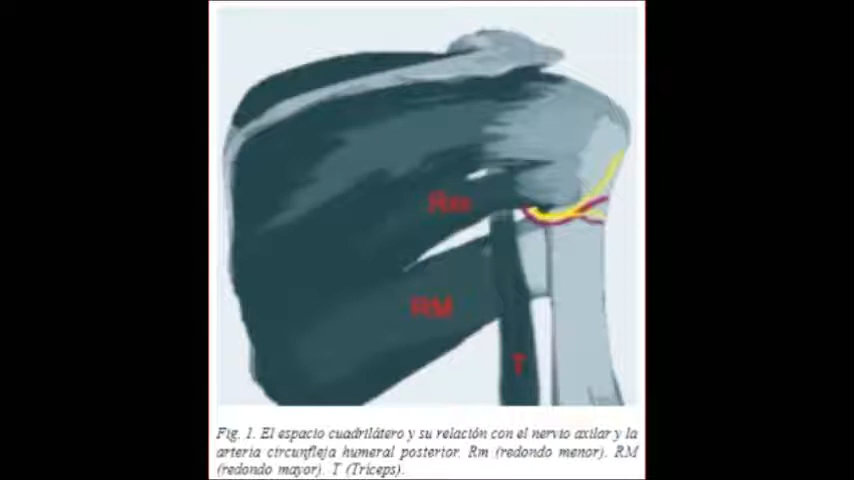 Rm
RM
T
Fig. 1. El espacio cuadrilátero y su relación con el nervio axilar y la
arteria circunfleja humeral posterior. Rm (redondo menor). RM
(redondo mayor). T (Tríceps).